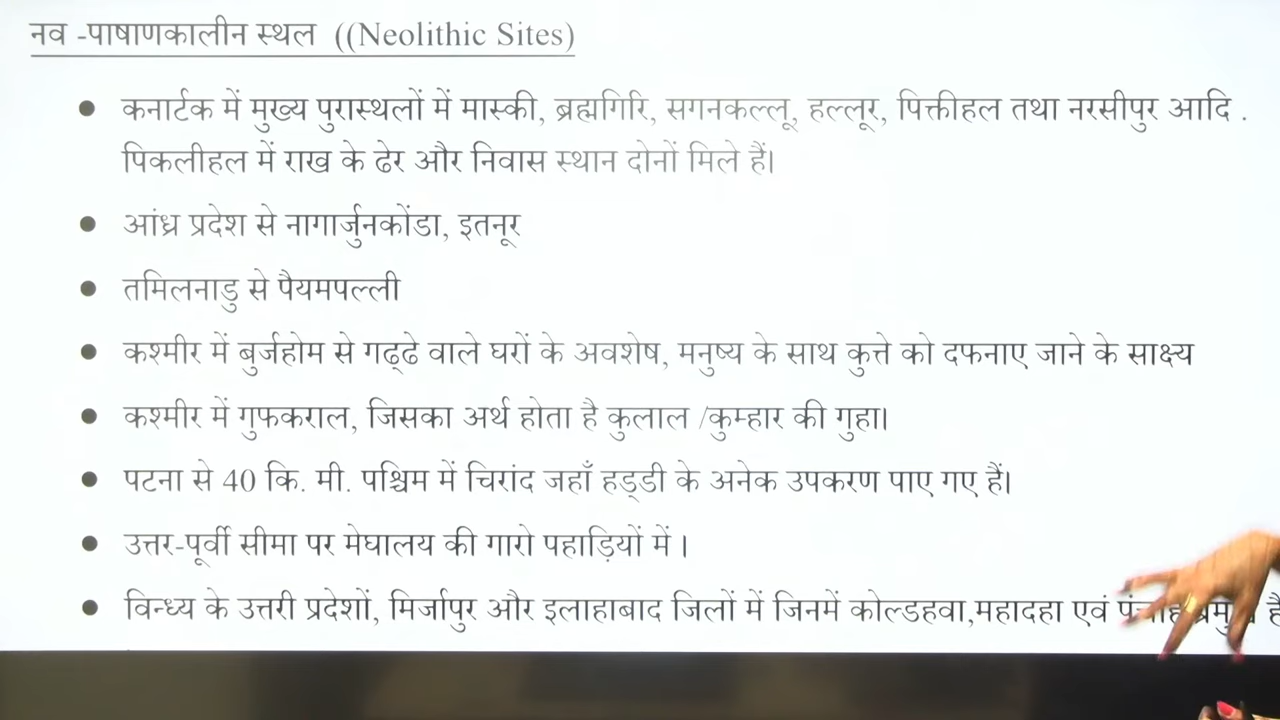 नव -पाषाणकालीन स्थल ((Neolithic Sites)
● कनार्टक में मुख्य पुरास्थलों में मास्की, ब्रह्मगिरि, सगनकल्लू, हल्लूर, पिक्तीहल तथा नरसीपुर आदि .
पिकलीहल में राख के ढेर और निवास स्थान दोनों मिले हैं।
● आंध्र प्रदेश से नागार्जुनकोंडा, इतनूर
● तमिलनाडु से पैयमपल्ली
● कश्मीर में बुर्जहोम से गढ्ढे वाले घरों के अवशेष, मनुष्य के साथ कुत्ते को दफनाए जाने के साक्ष्य
● कश्मीर में गुफकराल, जिसका अर्थ होता है कुलाल /कुम्हार की गुहा।
● पटना से 40 कि. मी. पश्चिम में चिरांद जहाँ हड्डी के अनेक उपकरण पाए गए हैं।
● उत्तर-पूर्वी सीमा पर मेघालय की गारो पहाड़ियों में ।
● विन्ध्य के उत्तरी प्रदेशों, मिर्जापुर और इलाहाबाद जिलों में जिनमें कोल्डहवा,महादहा एवं